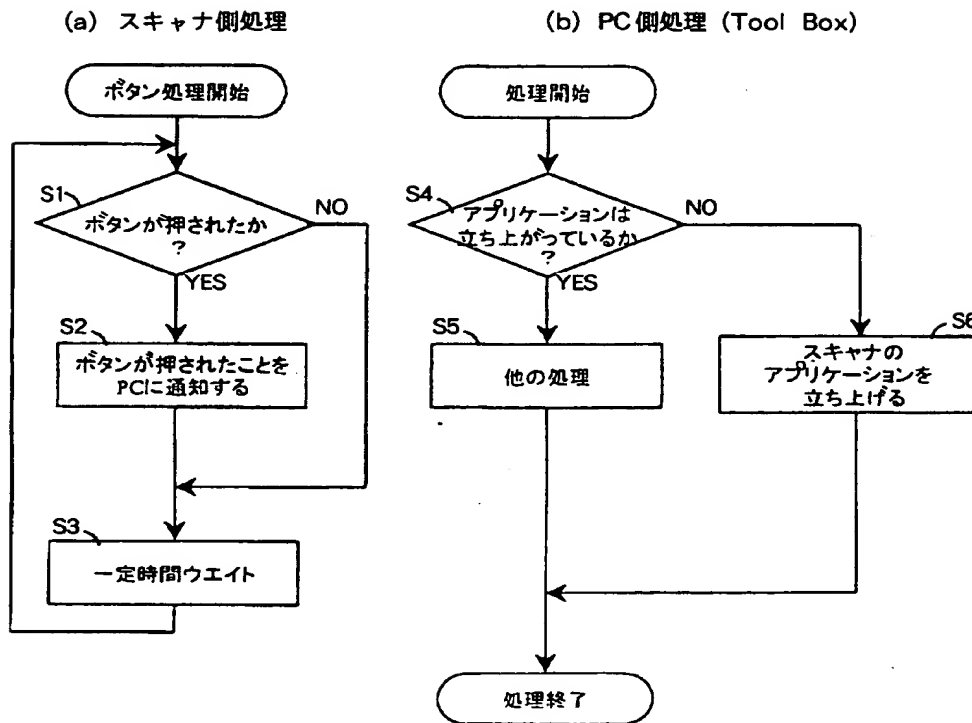 (a) スキャナ側処理
ボタン処理開始
S1
ボタンが押されたか
?
NO
YES
S2
ボタンが押されたことを
PCに通知する
S3
一定時間ウエイト
(b) PC側処理 (Tool Box)
処理開始
S4
アプリケーションは
立ち上がっているか
?
NO
YES
S5
他の処理
S6
スキャナの
アプリケーションを
立ち上げる
処理終了